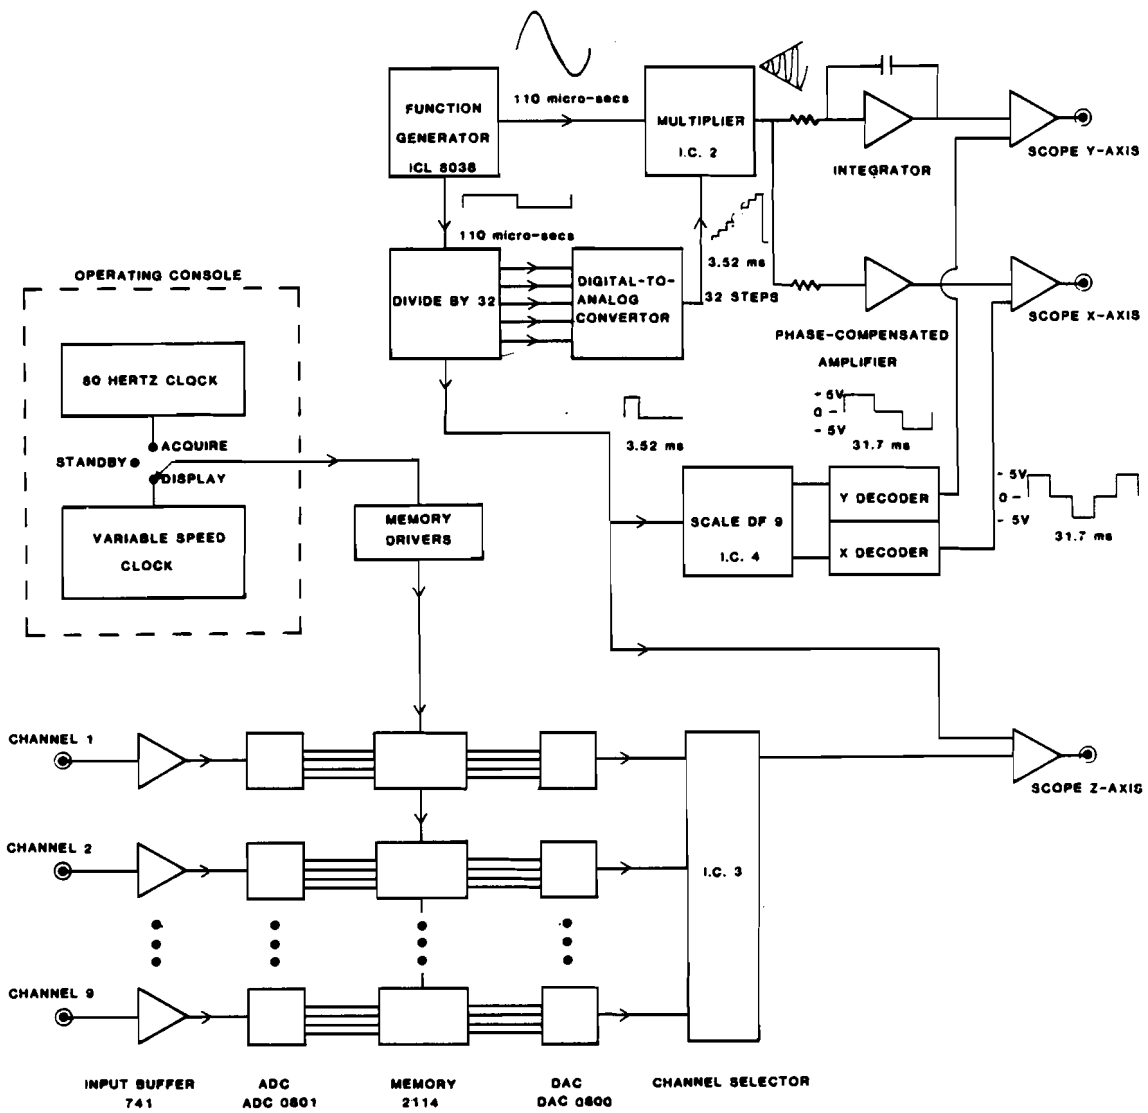 FUNCTION
GENERATOR
ICL 8038
110 micro-secs
MULTIPLIER
I.C. 2
INTEGRATOR
SCOPE Y-AXIS
110 micro-secs
DIVIDE BY 32
DIGITAL-TO-
ANALOG
CONVERTOR
3.52 ms
32 STEPS
PHASE-COMPENSATED
AMPLIFIER
SCOPE X-AXIS
OPERATING CONSOLE
80 HERTZ CLOCK
ACQUIRE
STANDBY
DISPLAY
VARIABLE SPEED
CLOCK
MEMORY
DRIVERS
3.52 ms
- 5V
0 -
- 5V
31.7 ms
SCALE OF 9
I.C. 4
Y DECODER
X DECODER
- 5V
0 -
- 5V
31.7 ms
CHANNEL 1
SCOPE Z-AXIS
CHANNEL 2
I.C. 3
CHANNEL 9
INPUT BUFFER
741
ADC
ADC 0801
MEMORY
2114
DAC
DAC 0800
CHANNEL SELECTOR